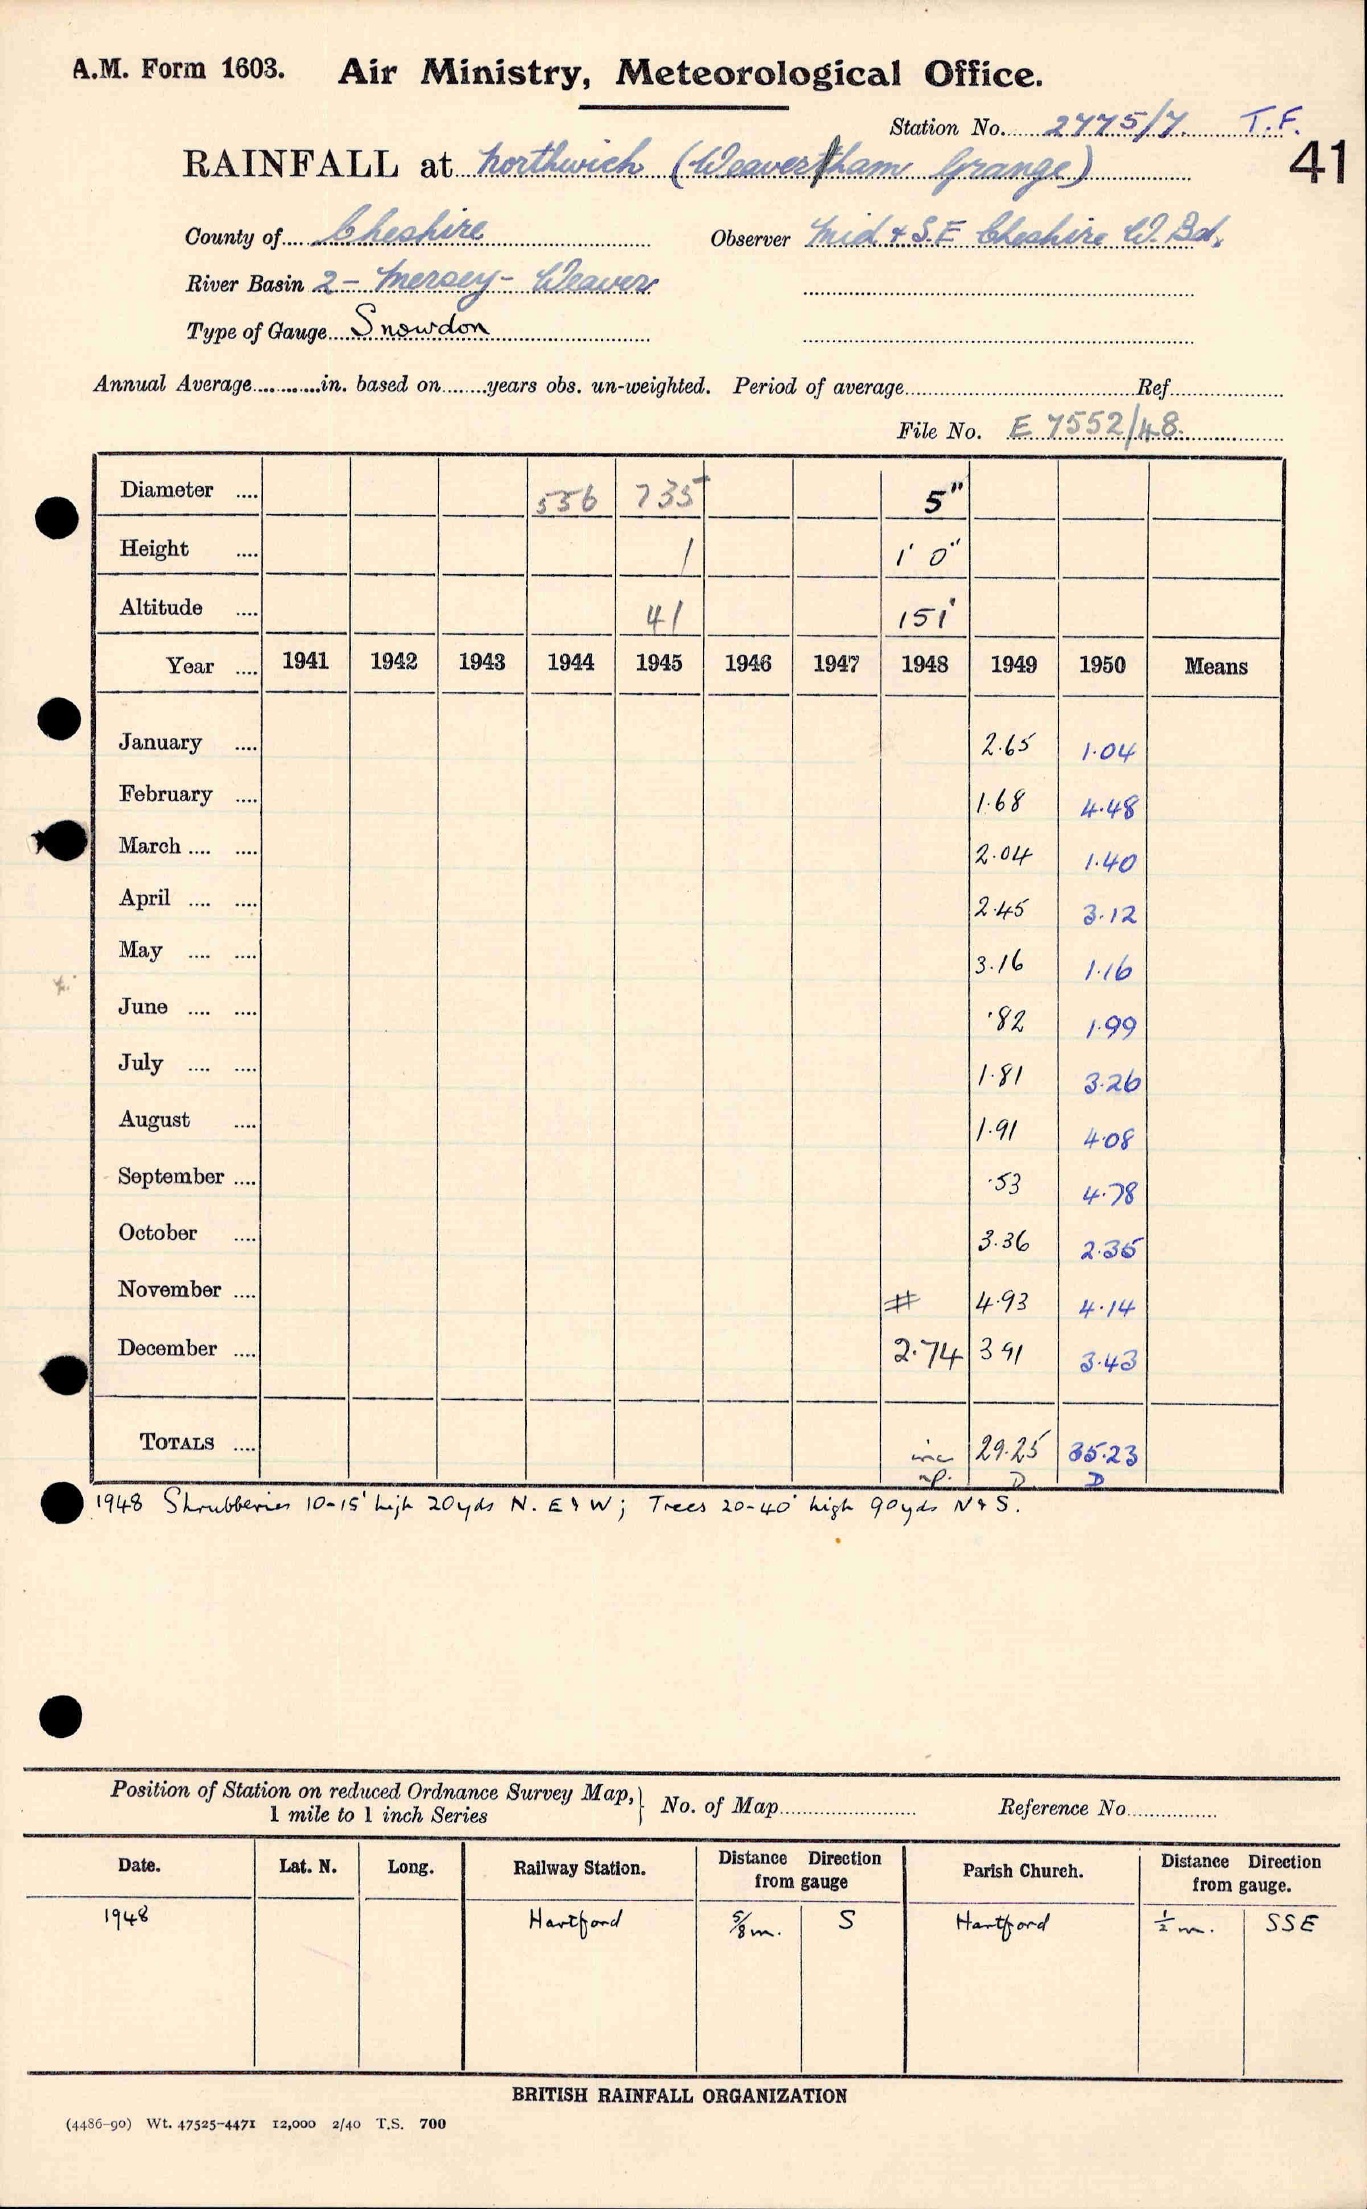 A.M. Form 1603. Air Ministry, Meteorological Office.
Station No. 2775/7. T.F.
41
RAINFALL at Northwich (Weaverham Grange)
County of Cheshire Observer Mid & S.E Cheshire W. Bd.
River Basin 2 - Mersey - Weaver
Type of Gauge Snowdon
Annual Average in. based on years obs. un-weighted. Period of average Ref
File No. E 7552/48.
Diameter 556 735 5"
Height 1 1' 0"
Altitude 41 151'
Year 1941 1942 1943 1944 1945 1946 1947 1948 1949 1950 Means
January 2.65 1.04
February 1.68 4.48
March 2.04 1.40
April 2.45 3.12
May 3.16 1.16
June .82 1.99
July 1.81 3.26
August 1.91 4.08
September .53 4.78
October 3.36 2.35
November # 4.93 4.14
December 2.74 3 91 3.43
TOTALS inc 29.25 35.23
np. D. D
1948 Shrubberies 10-15' high 20yds N. E & W; Trees 20-40' high 90yds N & S.
Position of Station on reduced Ordnance Survey Map, } No. of Map Reference No.
1 mile to 1 inch Series
Date. Lat. N. Long. Railway Station. Distance Direction from gauge Parish Church. Distance Direction from gauge.
1948 Hartford 5/8 m. S Hartford 1/2 m. SSE
BRITISH RAINFALL ORGANIZATION
(4486-90) Wt. 47525-4471 12,000 2/40 T.S. 700